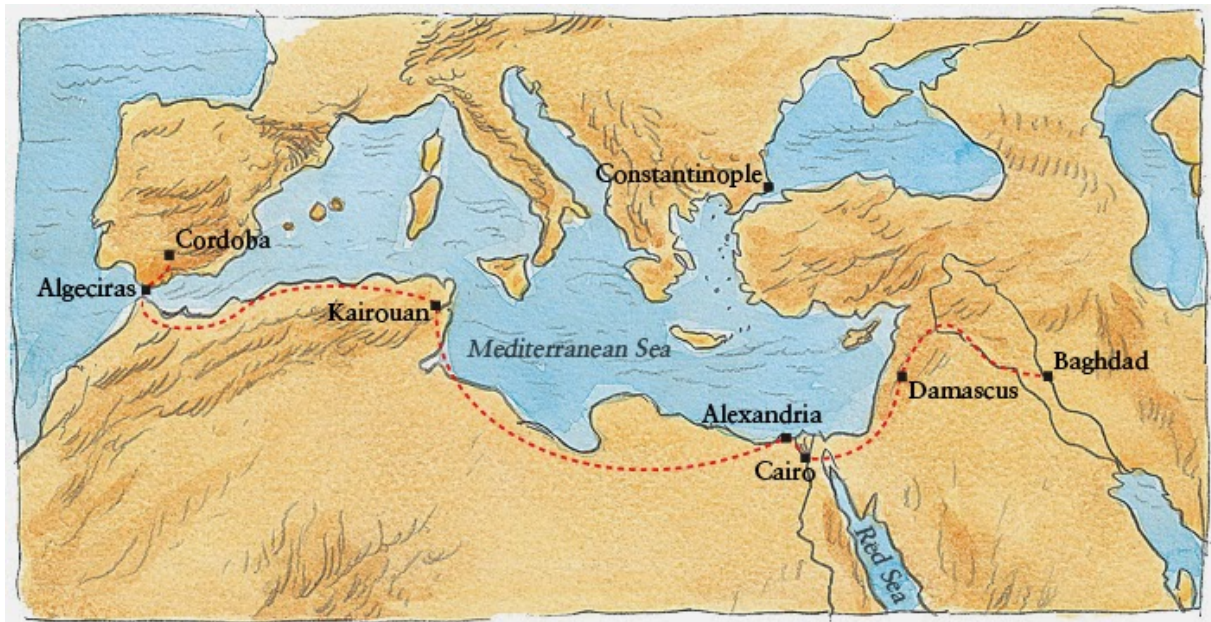 Constantinople
Cordoba
Algeciras
Kairouan
Mediterranean Sea
Baghdad
Damascus
Alexandria
Cairo
Red Sea